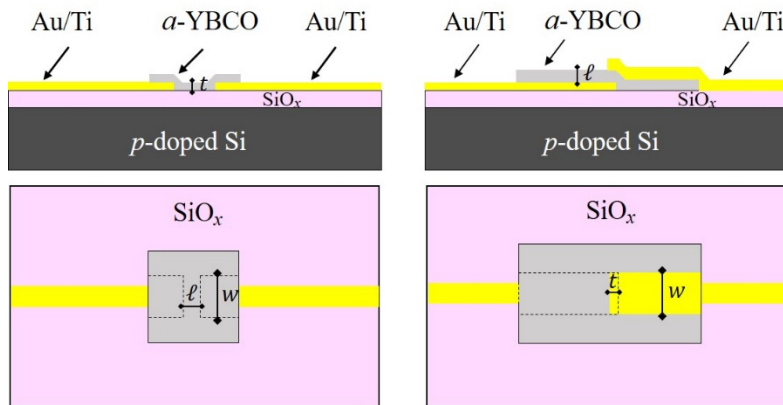 Au/Ti
a-YBCO
Au/Ti
t
SiOₓ
p-doped Si
SiOₓ
ℓ
w
a-YBCO
Au/Ti
Au/Ti
ℓ
SiOₓ
p-doped Si
SiOₓ
t
w